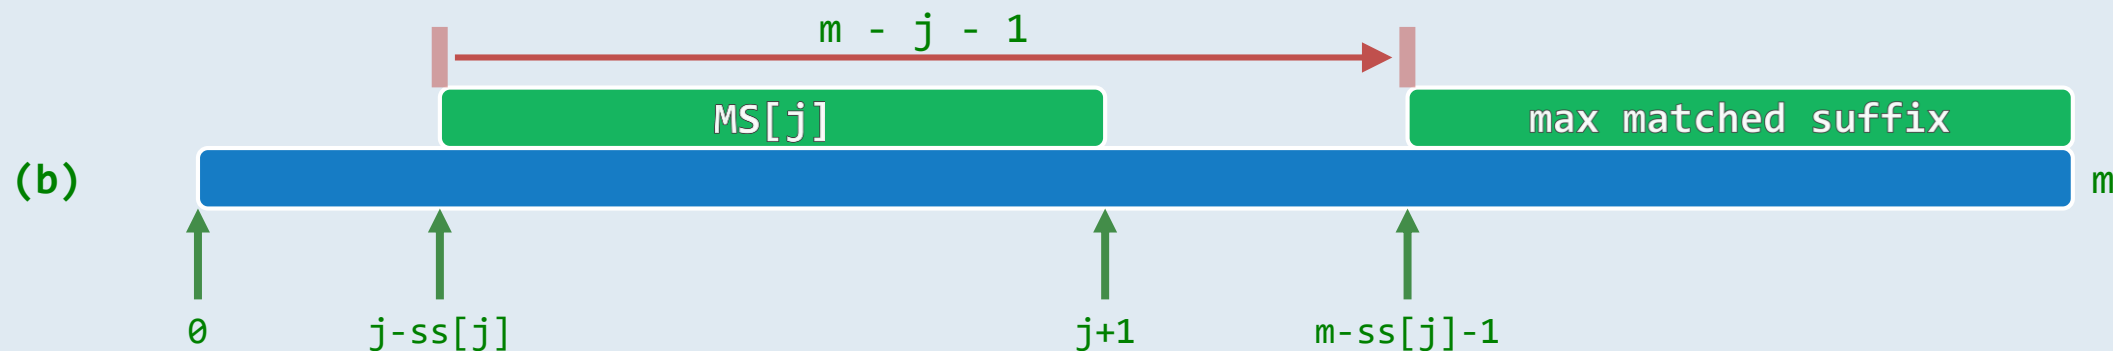 m - j - 1
MS[j]
max matched suffix
(b)
m
0
j-ss[j]
j+1
m-ss[j]-1